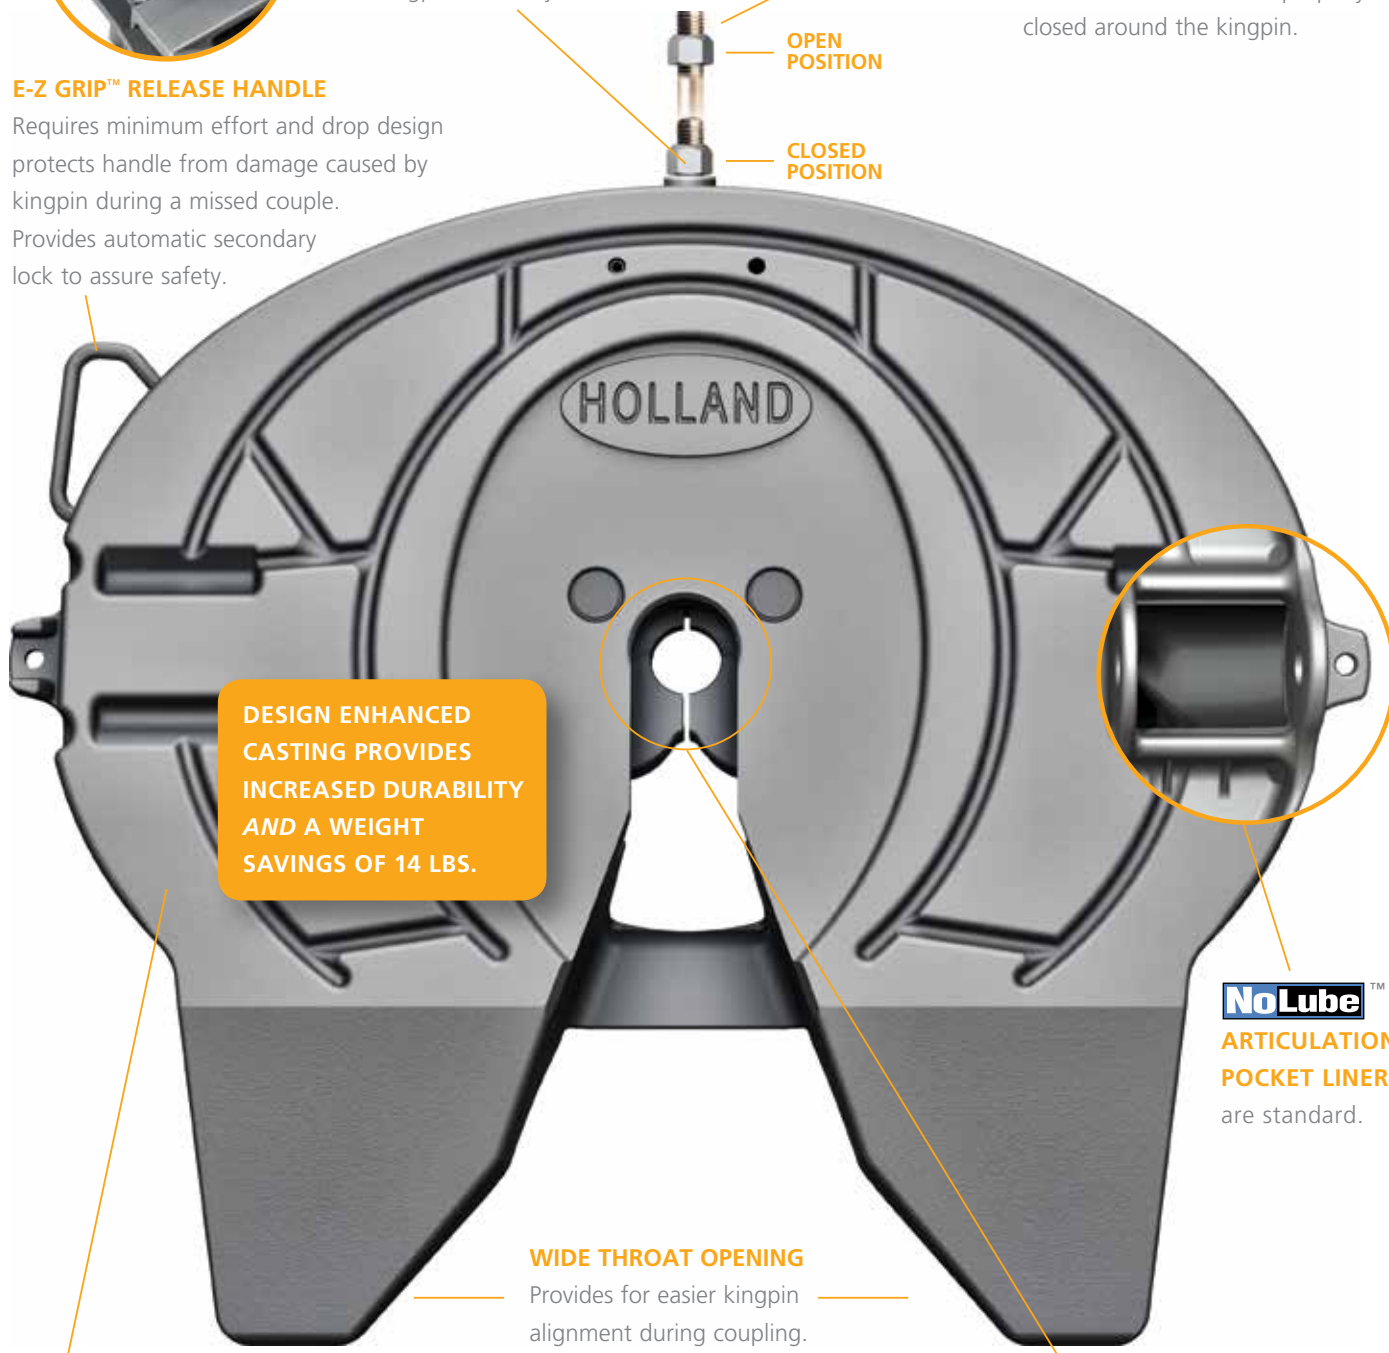 closed around the kingpin.
OPEN
POSITION
E-Z GRIP™ RELEASE HANDLE
Requires minimum effort and drop design
protects handle from damage caused by
kingpin during a missed couple.
Provides automatic secondary
lock to assure safety.
CLOSED
POSITION
HOLLAND
DESIGN ENHANCED
CASTING PROVIDES
INCREASED DURABILITY
AND A WEIGHT
SAVINGS OF 14 LBS.
NoLube™
ARTICULATION
POCKET LINER
are standard.
WIDE THROAT OPENING
Provides for easier kingpin
alignment during coupling.